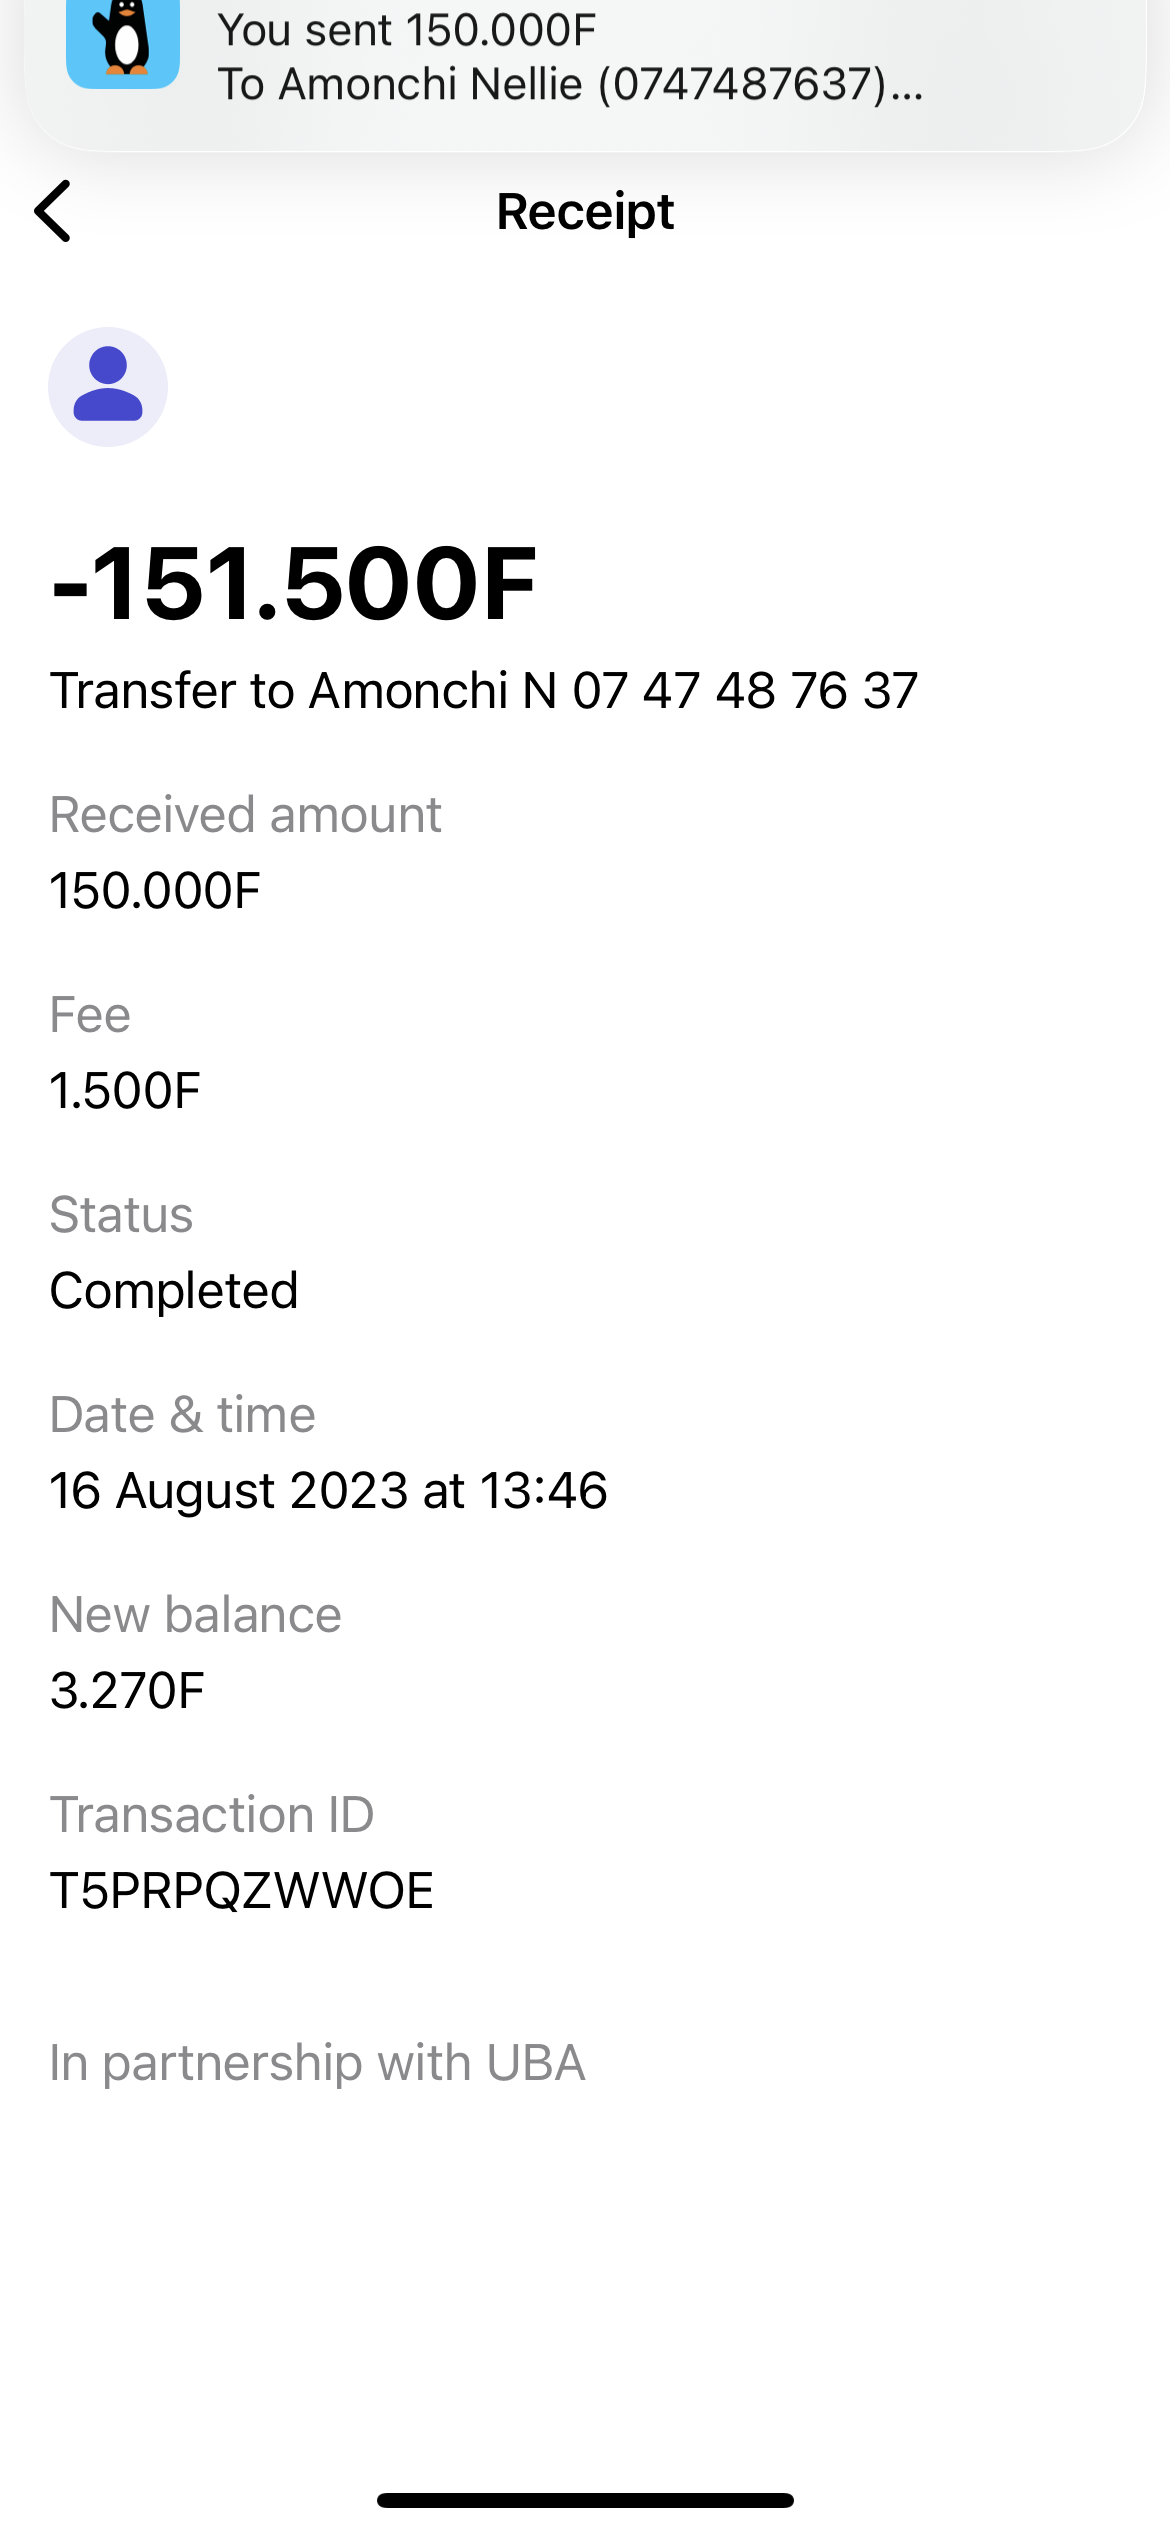 You sent 150.000F
To Amonchi Nellie (0747487637)...
Receipt
-151.500F
Transfer to Amonchi N 07 47 48 76 37
Received amount
150.000F
Fee
1.500F
Status
Completed
Date & time
16 August 2023 at 13:46
New balance
3.270F
Transaction ID
T5PRPQZWWOE
In partnership with UBA